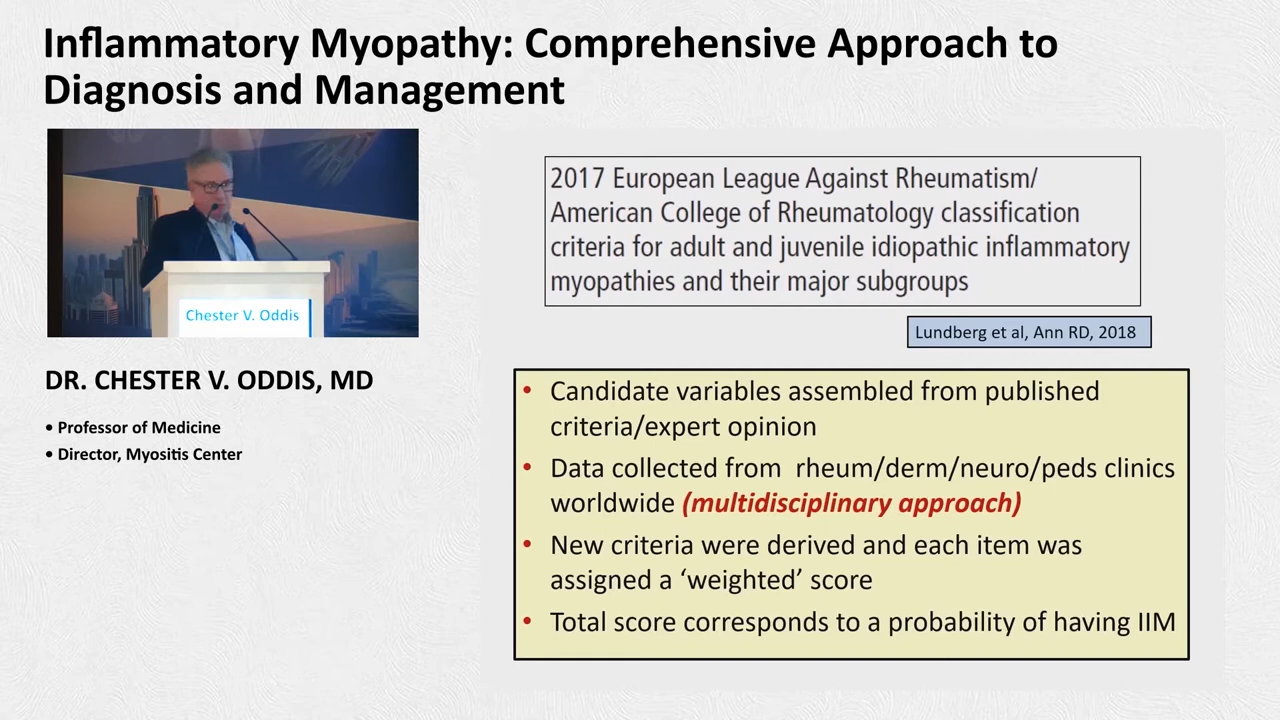 Inflammatory Myopathy: Comprehensive Approach to
Diagnosis and Management
Chester V. Oddis
DR. CHESTER V. ODDIS, MD
• Professor of Medicine
• Director, Myositis Center
2017 European League Against Rheumatism/
American College of Rheumatology classification
criteria for adult and juvenile idiopathic inflammatory
myopathies and their major subgroups
Lundberg et al, Ann RD, 2018
• Candidate variables assembled from published
criteria/expert opinion
• Data collected from rheum/derm/neuro/peds clinics
worldwide (multidisciplinary approach)
• New criteria were derived and each item was
assigned a ‘weighted’ score
• Total score corresponds to a probability of having IIM